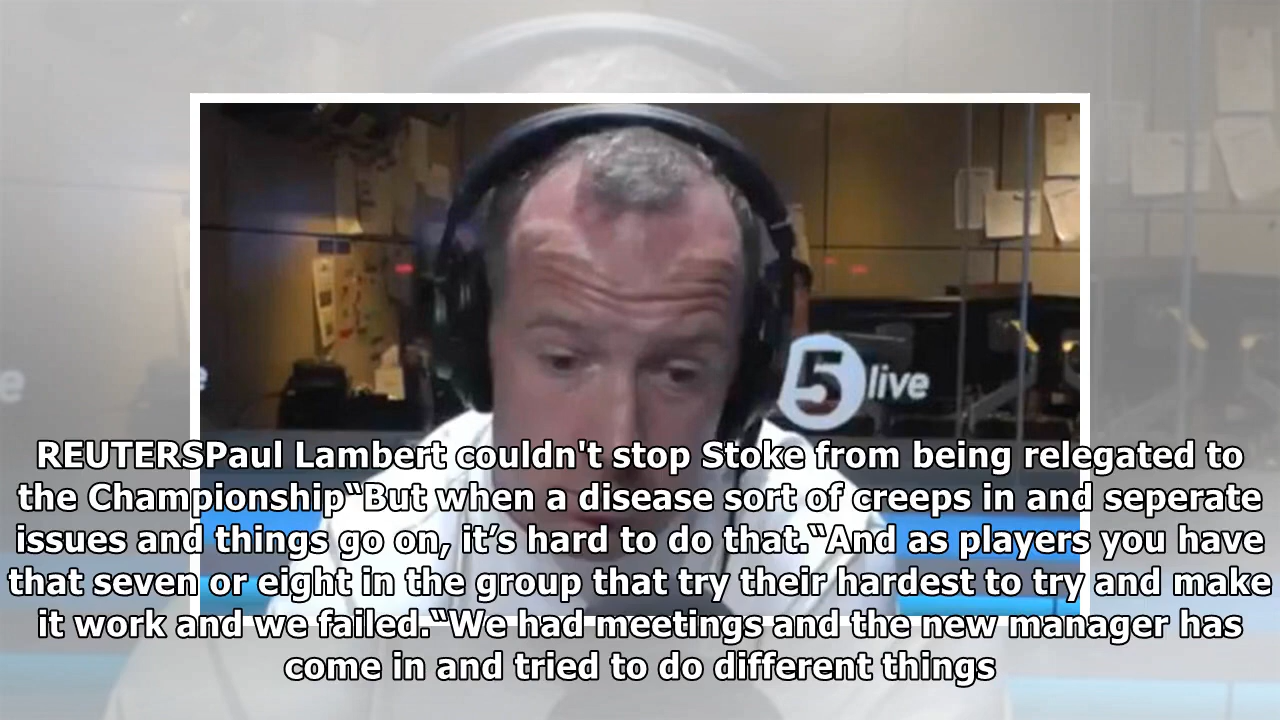 5 live
e
e
REUTERSPaul Lambert couldn't stop Stoke from being relegated to
the Championship“But when a disease sort of creeps in and seperate
issues and things go on, it’s hard to do that.“And as players you have
that seven or eight in the group that try their hardest to try and make
it work and we failed.“We had meetings and the new manager has
come in and tried to do different things